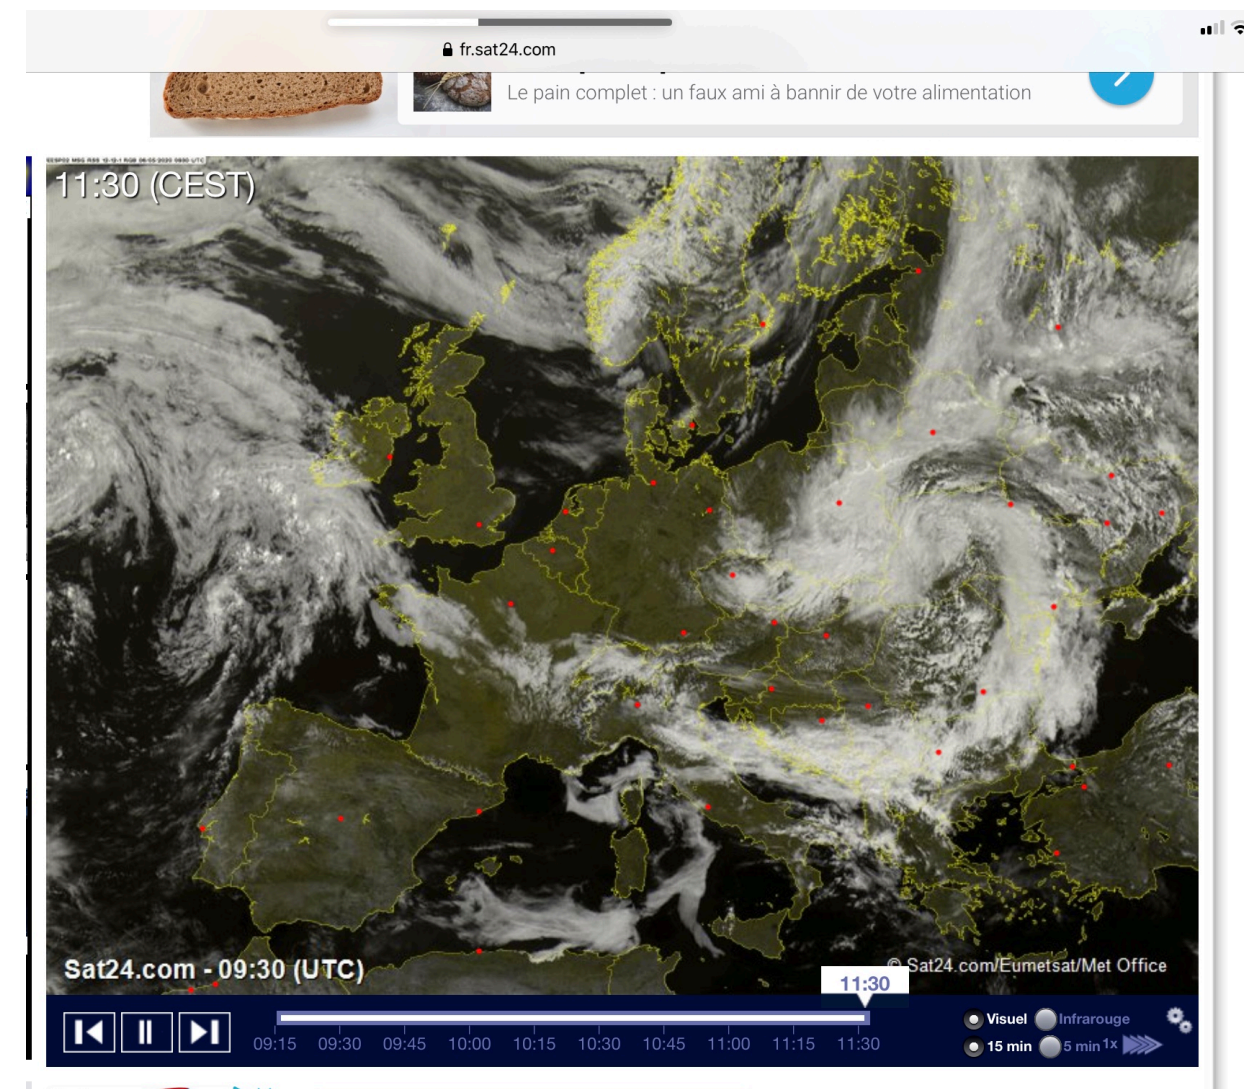 fr.sat24.com
Le pain complet : un faux ami à bannir de votre alimentation
11:30 (CEST)
Sat24.com - 09:30 (UTC)
© Sat24.com/Eumetsat/Met Office
11:30
09:15 09:30 09:45 10:00 10:15 10:30 10:45 11:00 11:15 11:30
Visuel Infrarouge
15 min 5 min 1x